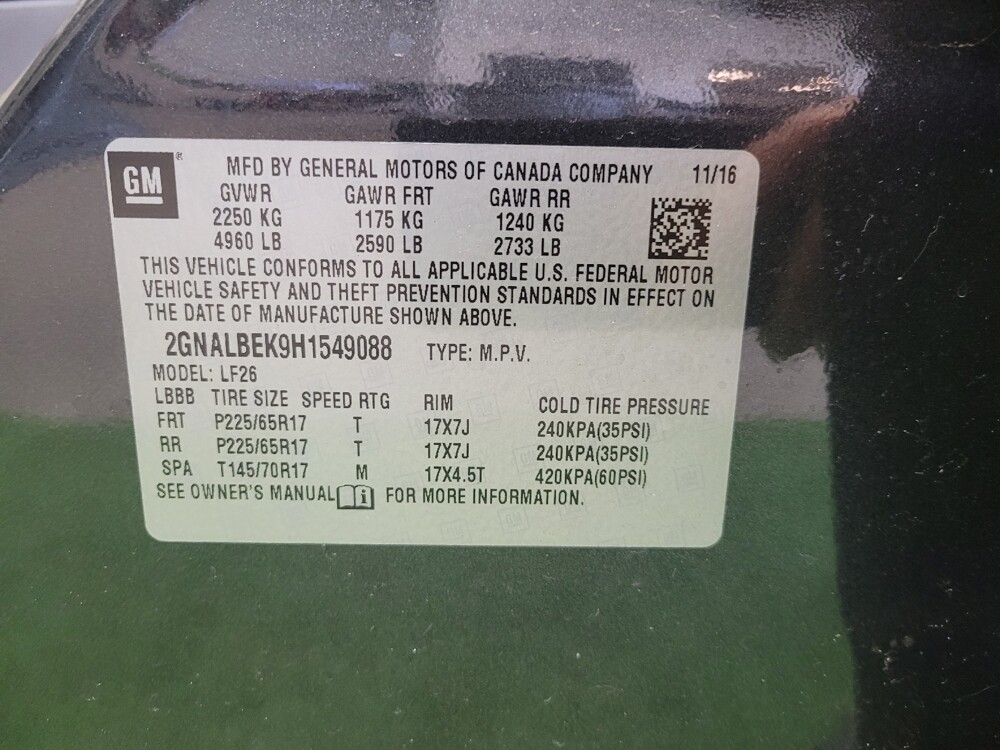 GM ®
MFD BY GENERAL MOTORS OF CANADA COMPANY 11/16
GVWR GAWR FRT GAWR RR
2250 KG 1175 KG 1240 KG
4960 LB 2590 LB 2733 LB
THIS VEHICLE CONFORMS TO ALL APPLICABLE U.S. FEDERAL MOTOR
VEHICLE SAFETY AND THEFT PREVENTION STANDARDS IN EFFECT ON
THE DATE OF MANUFACTURE SHOWN ABOVE.
2GNALBEK9H1549088 TYPE: M.P.V.
MODEL: LF26
LBBB TIRE SIZE SPEED RTG RIM COLD TIRE PRESSURE
FRT P225/65R17 T 17X7J 240KPA(35PSI)
RR P225/65R17 T 17X7J 240KPA(35PSI)
SPA T145/70R17 M 17X4.5T 420KPA(60PSI)
SEE OWNER'S MANUAL i FOR MORE INFORMATION.